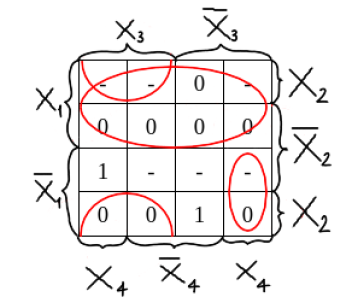 X₃ X̅₃
- - 0 - X₂
X₁
0 0 0 0
X̅₂
1 - - -
X̅₁
0 0 1 0 X₂
X₄ X̅₄ X₄